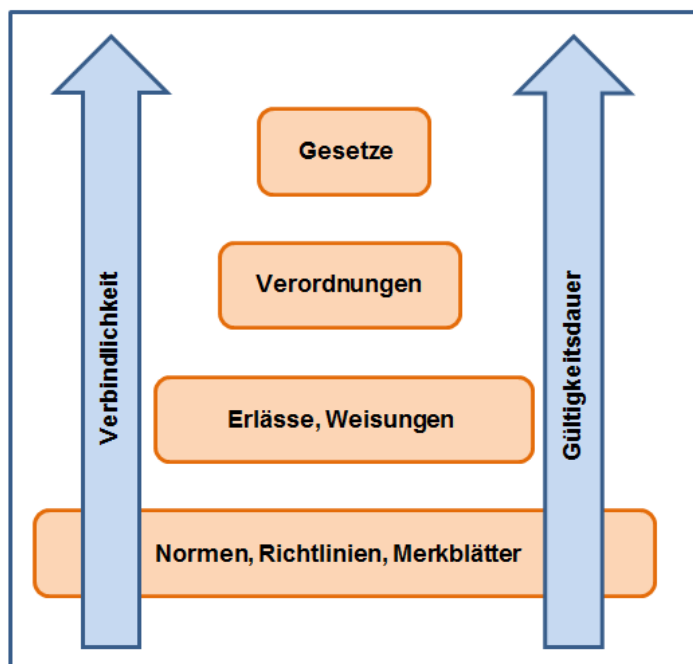 Gesetze
Verordnungen
Erlässe, Weisungen
Normen, Richtlinien, Merkblätter
Verbindlichkeit
Gültigkeitsdauer